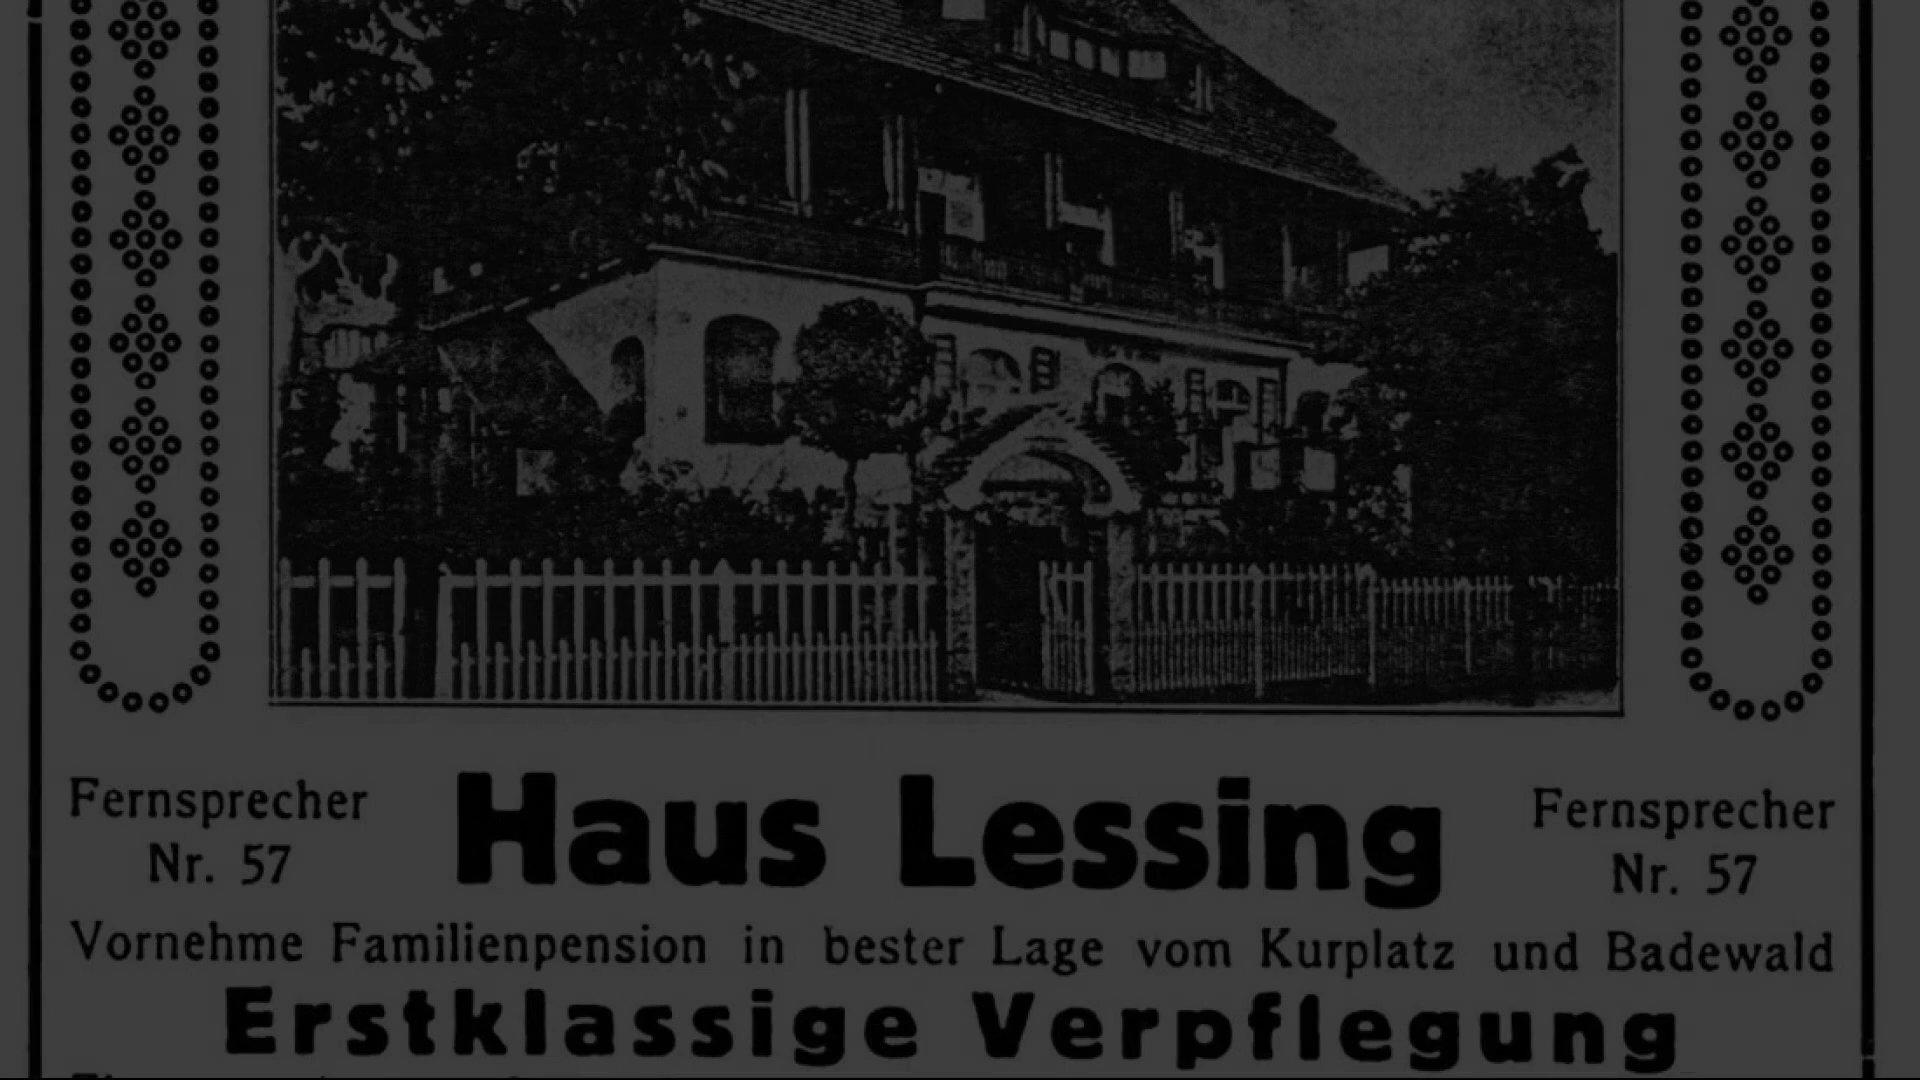 Fernsprecher Haus Lessing Fernsprecher
Nr. 57 Nr. 57
Vornehme Familienpension in bester Lage vom Kurplatz und Badewald
Erstklassige Verpflegung